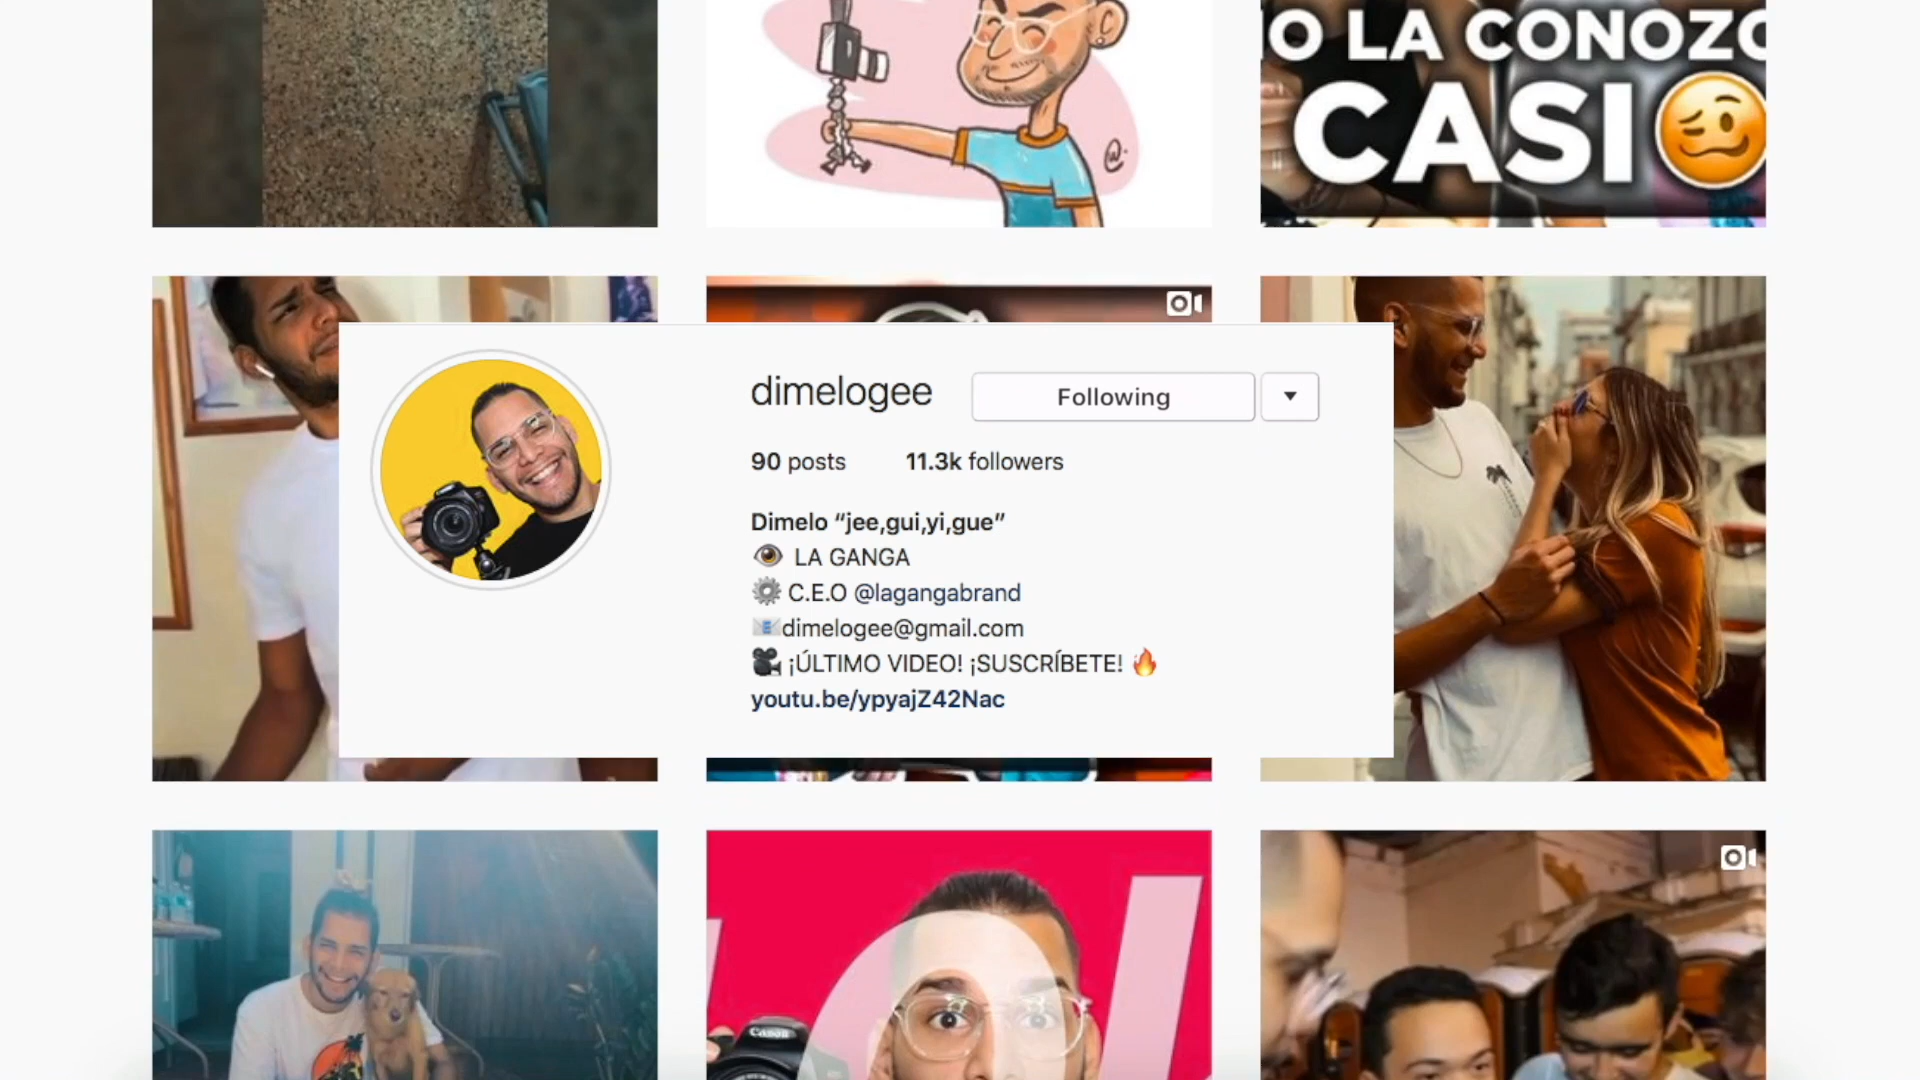 O LA CONOZC
CASI
dimelogee
Following
90 posts 11.3k followers
Dimelo “jee,gui,yi,gue”
LA GANGA
C.E.O @lagangabrand
dimelogee@gmail.com
¡ÚLTIMO VIDEO! ¡SUSCRÍBETE!
youtu.be/ypyajZ42Nac
Canon